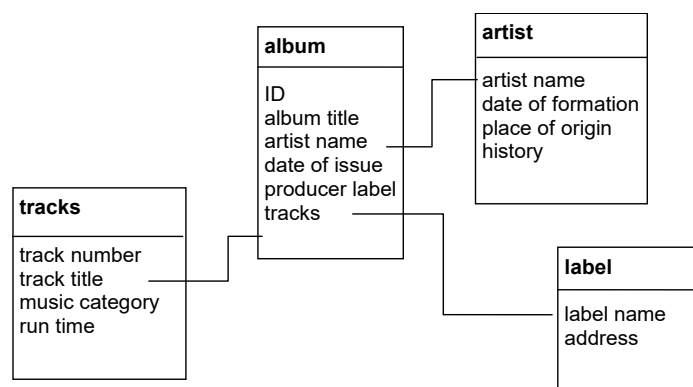 album
ID
album title
artist name
date of issue
producer label
tracks
artist
artist name
date of formation
place of origin
history
tracks
track number
track title
music category
run time
label
label name
address